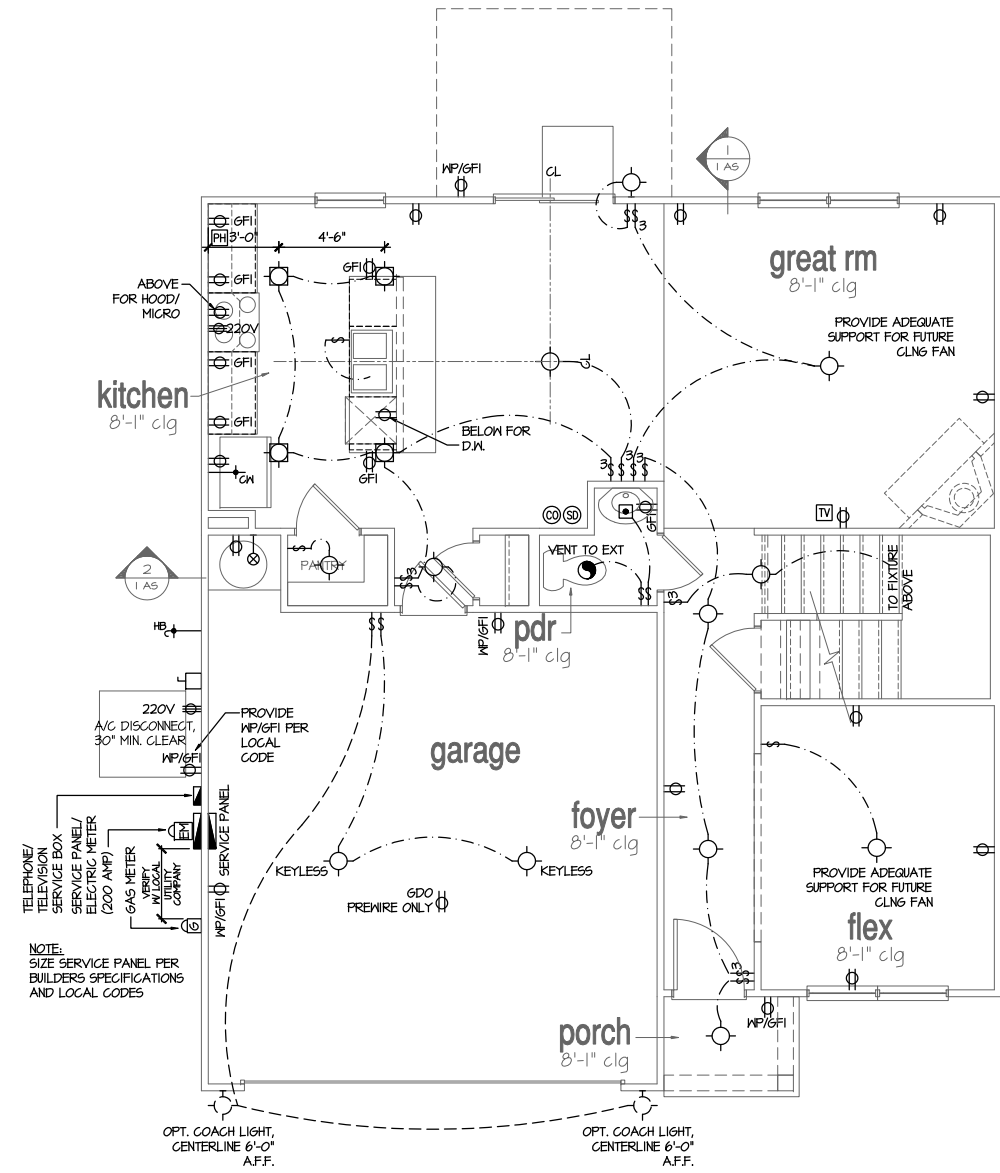 WP/GFI
CL
1
1 AS
GFI
PH
3'-0"
4'-6"
GFI
great rm
8'-1" clg
GFI
ABOVE
FOR HOOD/
MICRO
220V
PROVIDE ADEQUATE
SUPPORT FOR FUTURE
CLNG FAN
3
$
$
$
GFI
CL
kitchen
8'-1" clg
GFI
BELOW FOR
D.W.
3
$
$
3
$
3
$
GFI
CW
CO
SD
TV
GFI
VENT TO EXT
PANTRY
$
$
$
3
2
1 AS
TO FIXTURE
ABOVE
$
$
$
3
HB
C
$
$
WP/GFI
pdr
8'-1" clg
220V
A/C DISCONNECT,
30" MIN. CLEAR
WP/GFI
PROVIDE
WP/GFI PER
LOCAL
CODE
garage
$
foyer
8'-1" clg
TELEPHONE/
TELEVISION
SERVICE BOX
SERVICE PANEL/
ELECTRIC METER
(200 AMP)
GAS METER
VERIFY
W/ LOCAL
UTILITY
COMPANY
EM
G
SERVICE PANEL
WP/GFI
KEYLESS
KEYLESS
GDO
PREWIRE ONLY
PROVIDE ADEQUATE
SUPPORT FOR FUTURE
CLNG FAN
flex
8'-1" clg
NOTE:
SIZE SERVICE PANEL PER
BUILDERS SPECIFICATIONS
AND LOCAL CODES
3
$
$
WP/GFI
porch
8'-1" clg
OPT. COACH LIGHT,
CENTERLINE 6'-0"
A.F.F.
OPT. COACH LIGHT,
CENTERLINE 6'-0"
A.F.F.